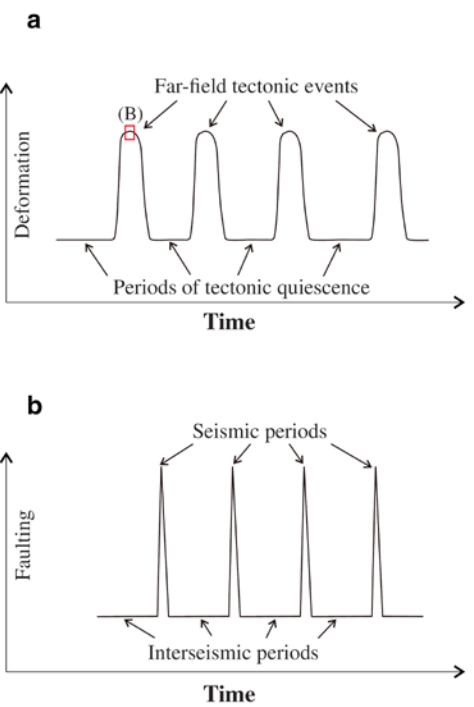 a
Far-field tectonic events
(B)
Deformation
Periods of tectonic quiescence
Time
b
Seismic periods
Faulting
Interseismic periods
Time